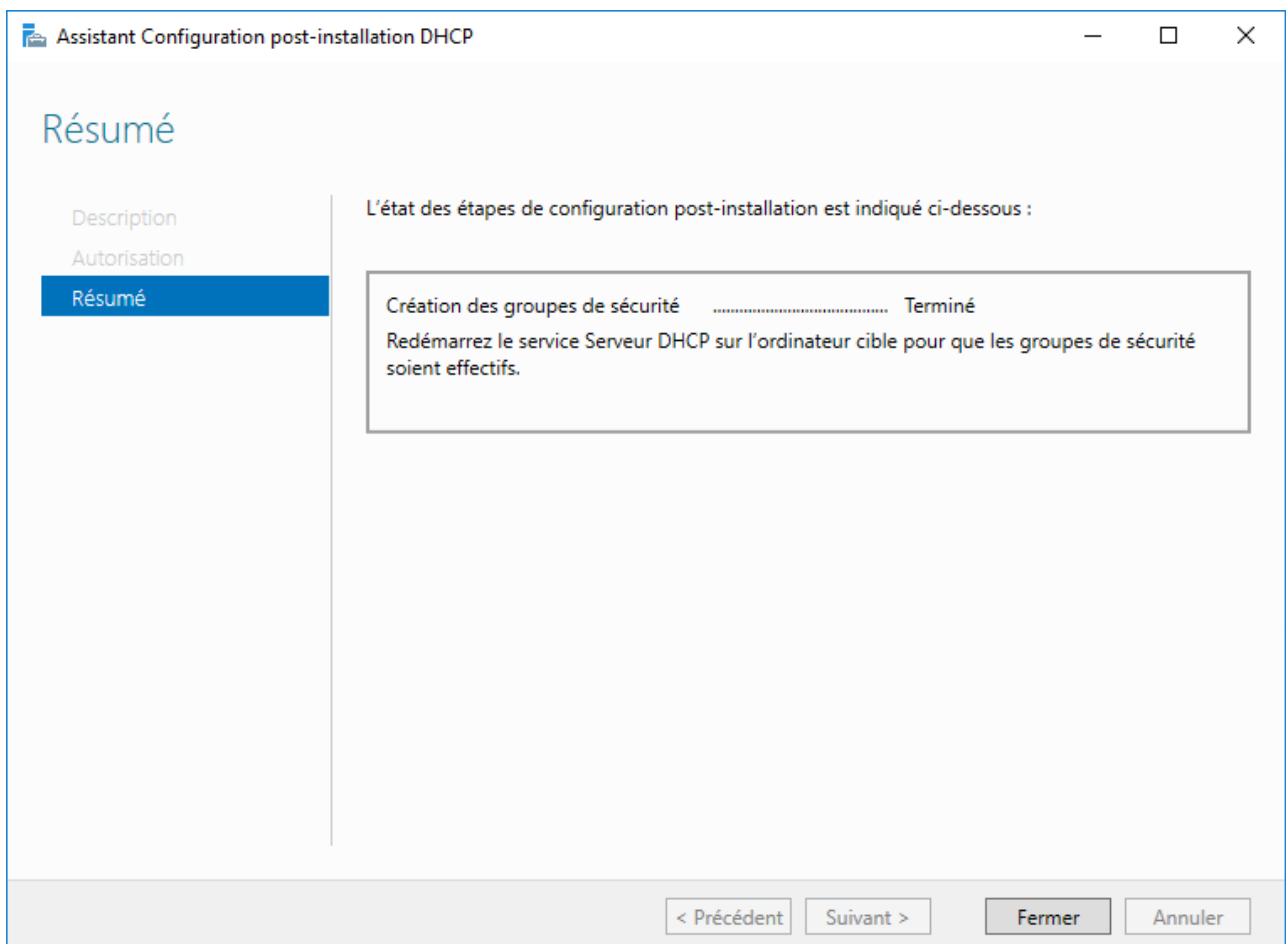 Assistant Configuration post-installation DHCP
Résumé
Description
Autorisation
Résumé
L'état des étapes de configuration post-installation est indiqué ci-dessous :
Création des groupes de sécurité ........................................... Terminé
Redémarrez le service Serveur DHCP sur l'ordinateur cible pour que les groupes de sécurité
soient effectifs.
< Précédent
Suivant >
Fermer
Annuler